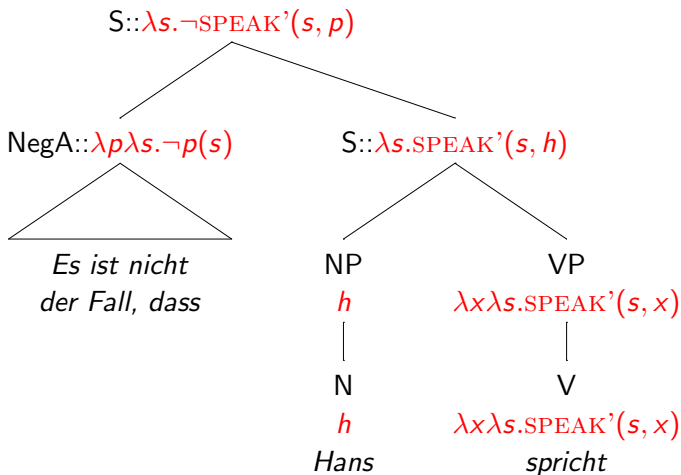 S::λs.¬SPEAK’(s, p)
NegA::λpλs.¬p(s) S::λs.SPEAK’(s, h)
Es ist nicht NP VP
der Fall, dass h λxλs.SPEAK’(s, x)
N V
h λxλs.SPEAK’(s, x)
Hans spricht